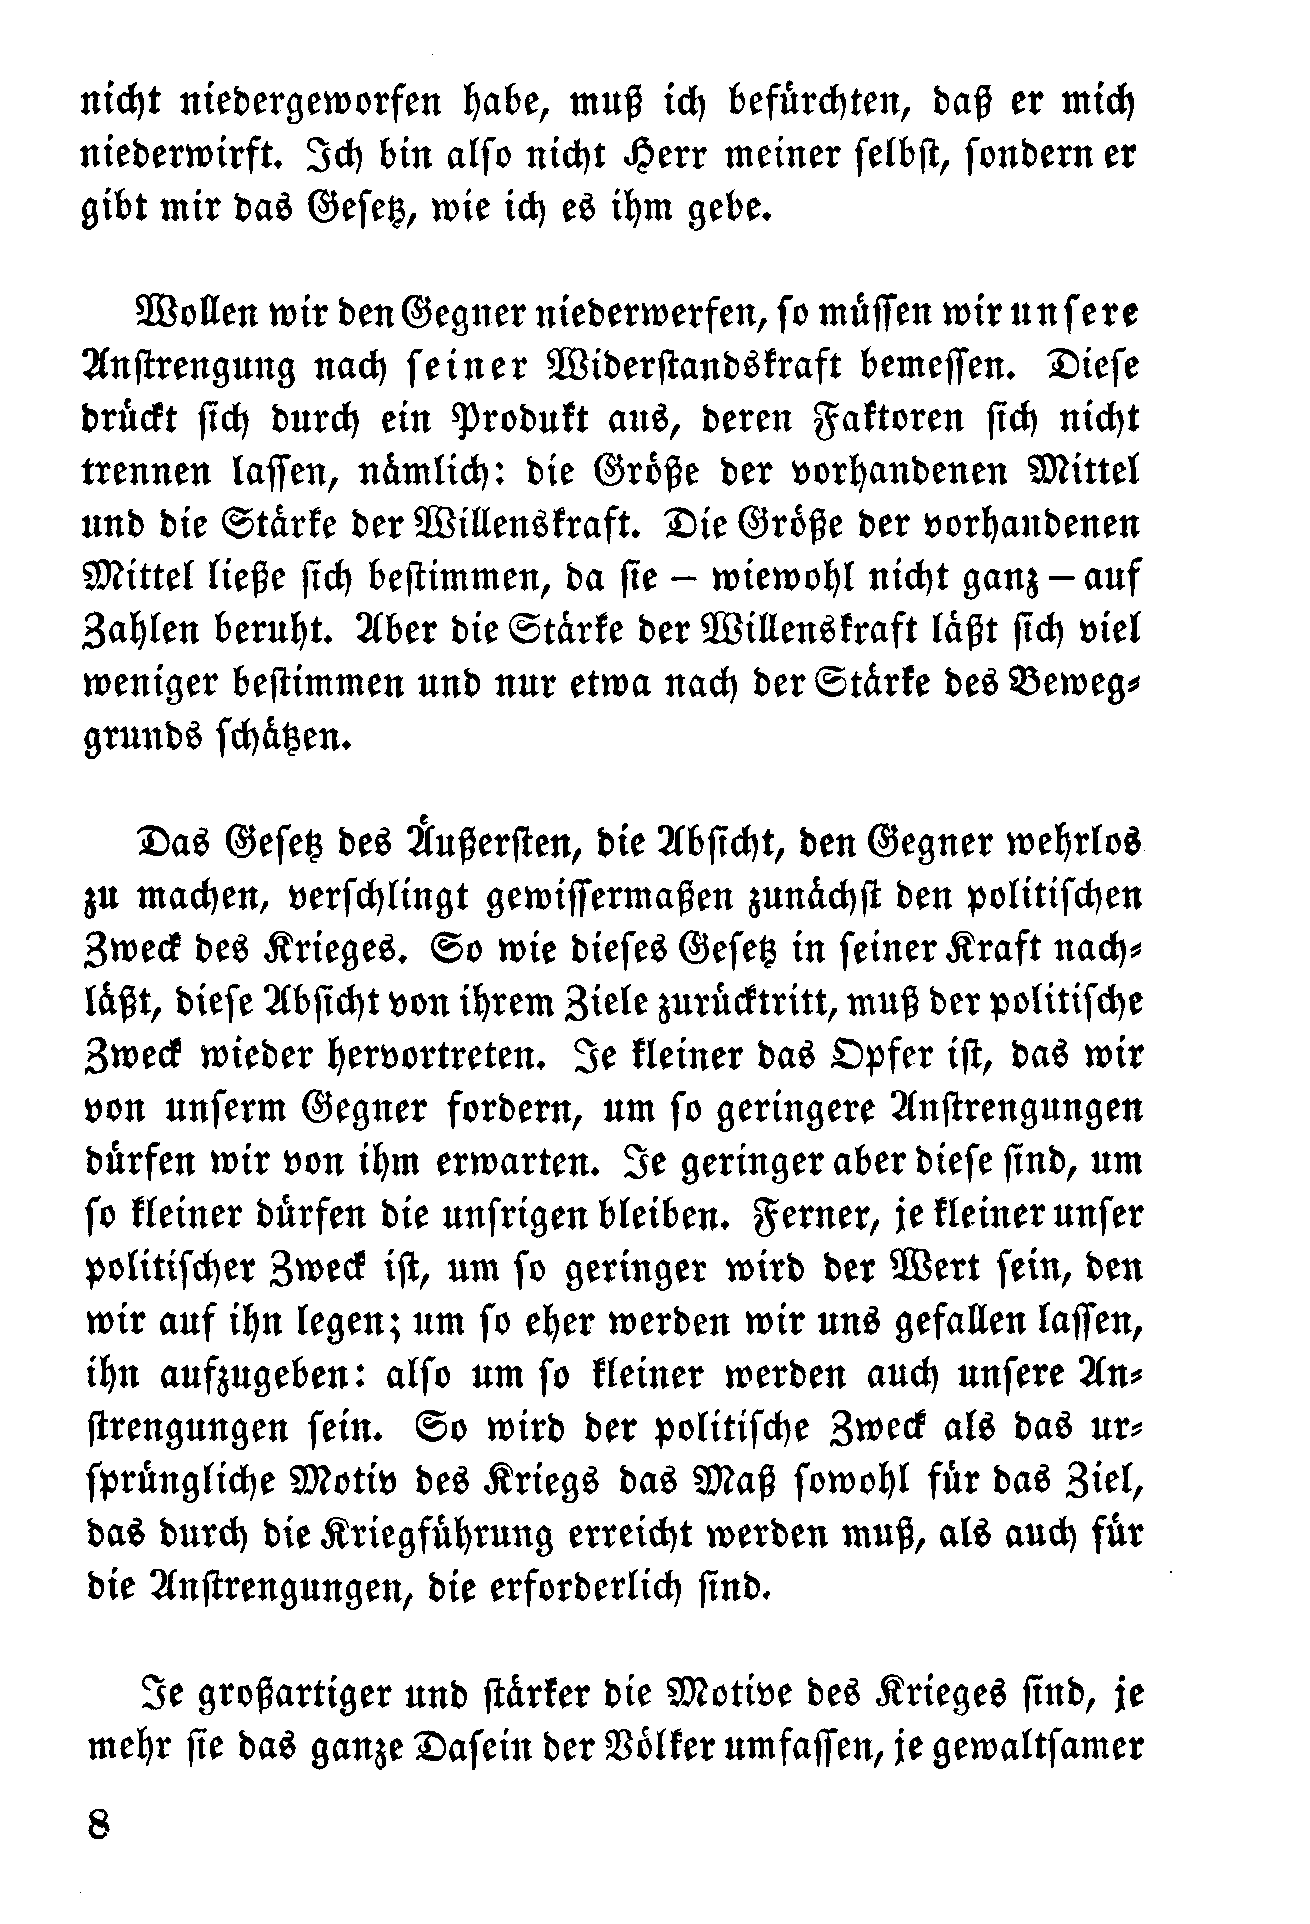 nicht niedergeworfen habe, muß ich befürchten, daß er mich
niederwirft. Ich bin also nicht Herr meiner selbst, sondern er
gibt mir das Gesetz, wie ich es ihm gebe.
Wollen wir den Gegner niederwerfen, so müssen wir unsere
Anstrengung nach seiner Widerstandskraft bemessen. Diese
drückt sich durch ein Produkt aus, deren Faktoren sich nicht
trennen lassen, nämlich: die Größe der vorhandenen Mittel
und die Stärke der Willenskraft. Die Größe der vorhandenen
Mittel ließe sich bestimmen, da sie – wiewohl nicht ganz – auf
Zahlen beruht. Aber die Stärke der Willenskraft läßt sich viel
weniger bestimmen und nur etwa nach der Stärke des Beweg-
grunds schätzen.
Das Gesetz des Äußersten, die Absicht, den Gegner wehrlos
zu machen, verschlingt gewissermaßen zunächst den politischen
Zweck des Krieges. So wie dieses Gesetz in seiner Kraft nach-
läßt, diese Absicht von ihrem Ziele zurücktritt, muß der politische
Zweck wieder hervortreten. Je kleiner das Opfer ist, das wir
von unserm Gegner fordern, um so geringere Anstrengungen
dürfen wir von ihm erwarten. Je geringer aber diese sind, um
so kleiner dürfen die unsrigen bleiben. Ferner, je kleiner unser
politischer Zweck ist, um so geringer wird der Wert sein, den
wir auf ihn legen; um so eher werden wir uns gefallen lassen,
ihn aufzugeben: also um so kleiner werden auch unsere An-
strengungen sein. So wird der politische Zweck als das ur-
sprüngliche Motiv des Kriegs das Maß sowohl für das Ziel,
das durch die Kriegführung erreicht werden muß, als auch für
die Anstrengungen, die erforderlich sind.
Je großartiger und stärker die Motive des Krieges sind, je
mehr sie das ganze Dasein der Völker umfassen, je gewaltsamer
8